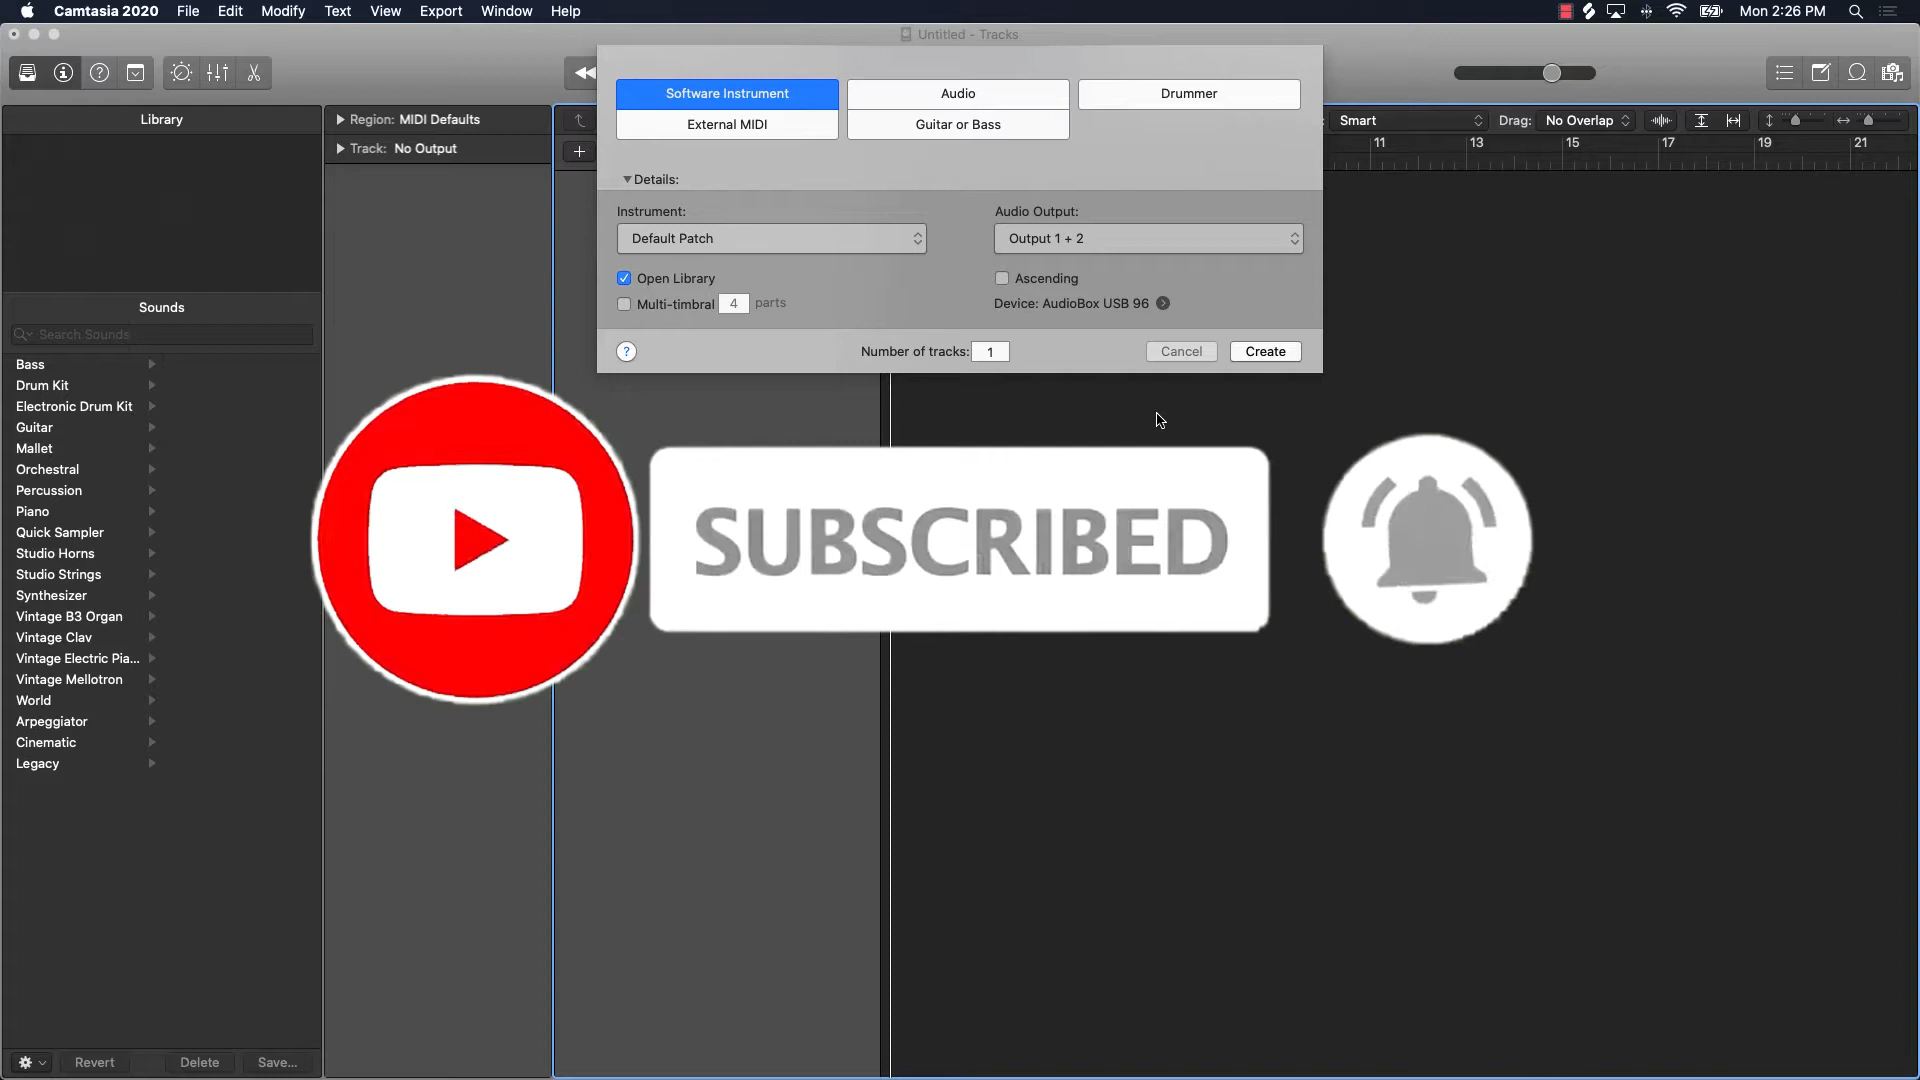 Camtasia 2020 File Edit Modify Text View Export Window Help
Mon 2:26 PM
Untitled - Tracks
Software Instrument
Audio
Drummer
External MIDI
Guitar or Bass
Details:
Instrument:
Audio Output:
Default Patch
Output 1 + 2
Open Library
Ascending
Multi-timbral 4 parts
Device: AudioBox USB 96
?
Number of tracks: 1
Cancel
Create
Library
Region: MIDI Defaults
Track: No Output
Smart
Drag: No Overlap
11 13 15 17 19 21
Sounds
Search Sounds
Bass
Drum Kit
Electronic Drum Kit
Guitar
Mallet
Orchestral
Percussion
Piano
Quick Sampler
Studio Horns
Studio Strings
Synthesizer
Vintage B3 Organ
Vintage Clav
Vintage Electric Pia...
Vintage Mellotron
World
Arpeggiator
Cinematic
Legacy
Revert
Delete
Save...
SUBSCRIBED